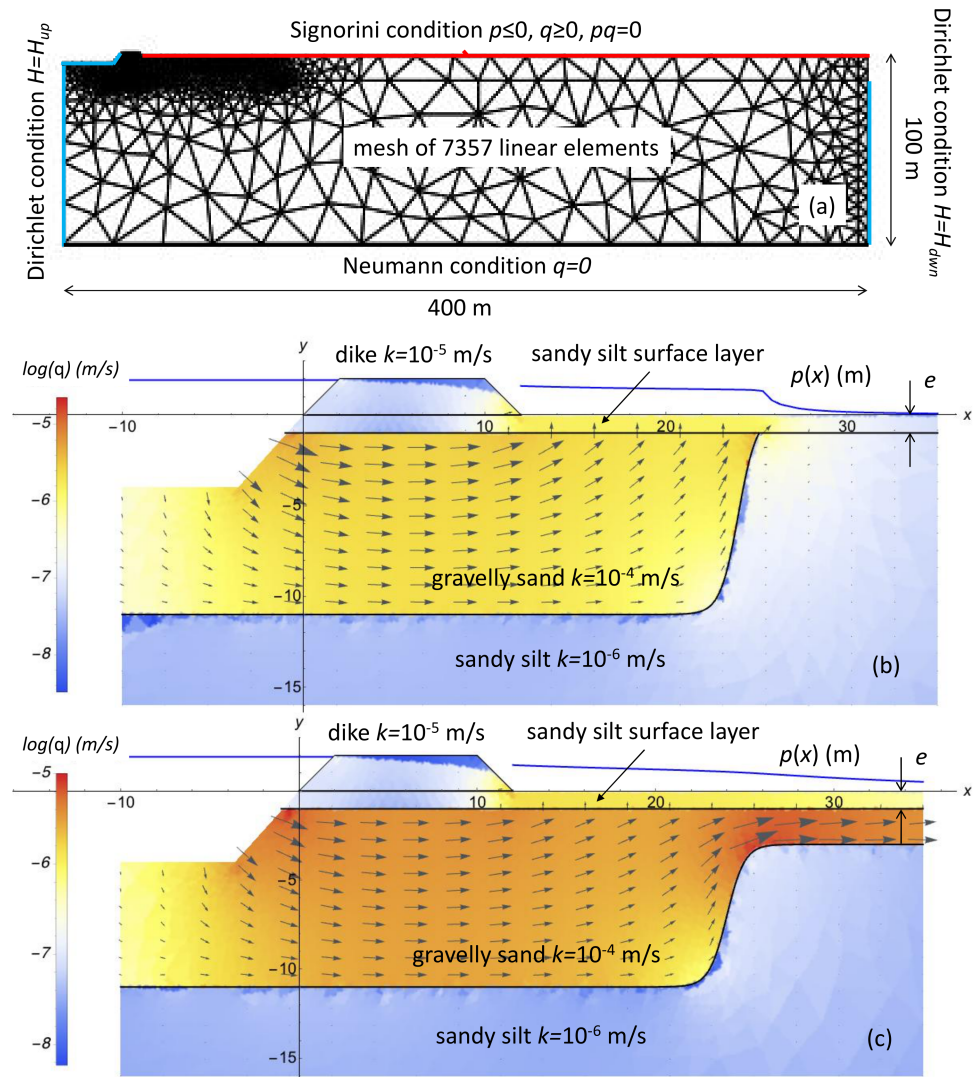 Signorini condition p≤0, q≥0, pq=0
Dirichlet condition H=H_up
mesh of 7357 linear elements
(a)
100 m
Dirichlet condition H=H_dwn
Neumann condition q=0
400 m
log(q) (m/s)
-5
-6
-7
-8
y
dike k=10^-5 m/s
sandy silt surface layer
p(x) (m)
e
-10
10
20
30
x
-5
gravelly sand k=10^-4 m/s
-10
sandy silt k=10^-6 m/s
(b)
-15
log(q) (m/s)
-5
-6
-7
-8
y
dike k=10^-5 m/s
sandy silt surface layer
p(x) (m)
e
-10
10
20
30
x
-5
gravelly sand k=10^-4 m/s
-10
sandy silt k=10^-6 m/s
(c)
-15